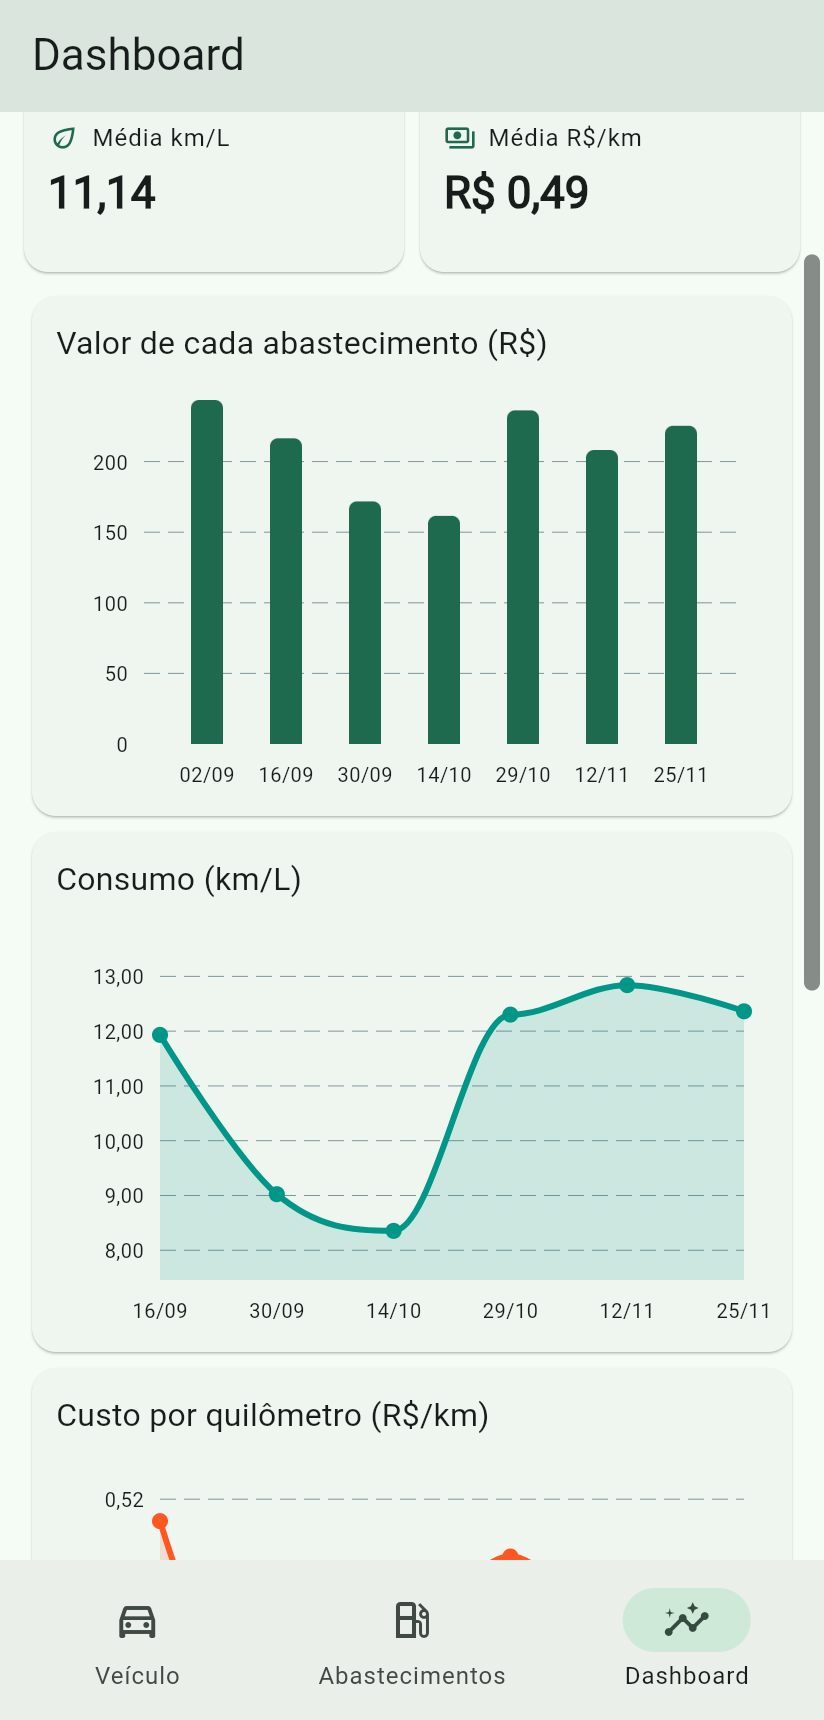 Dashboard
Média km/L
11,14
Média R$/km
R$ 0,49
Valor de cada abastecimento (R$)
200
150
100
50
0
02/09 16/09 30/09 14/10 29/10 12/11 25/11
Consumo (km/L)
13,00
12,00
11,00
10,00
9,00
8,00
16/09 30/09 14/10 29/10 12/11 25/11
Custo por quilômetro (R$/km)
0,52
Veículo Abastecimentos Dashboard